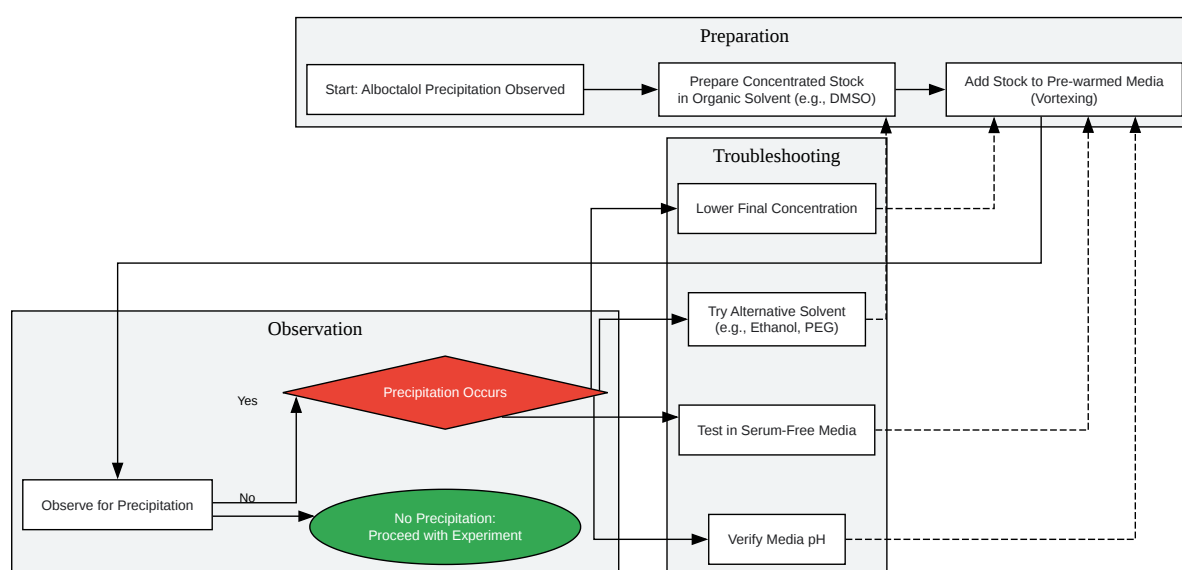 Preparation
Start: Alboctalol Precipitation Observed
Prepare Concentrated Stock
in Organic Solvent (e.g., DMSO)
Add Stock to Pre-warmed Media
(Vortexing)
Troubleshooting
Lower Final Concentration
Try Alternative Solvent
(e.g., Ethanol, PEG)
Test in Serum-Free Media
Verify Media pH
Observation
Precipitation Occurs
Yes
Observe for Precipitation
No
No Precipitation:
Proceed with Experiment